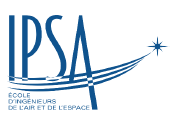 IPSA
ÉCOLE
D'INGÉNIEURS
DE L'AIR ET DE L'ESPACE